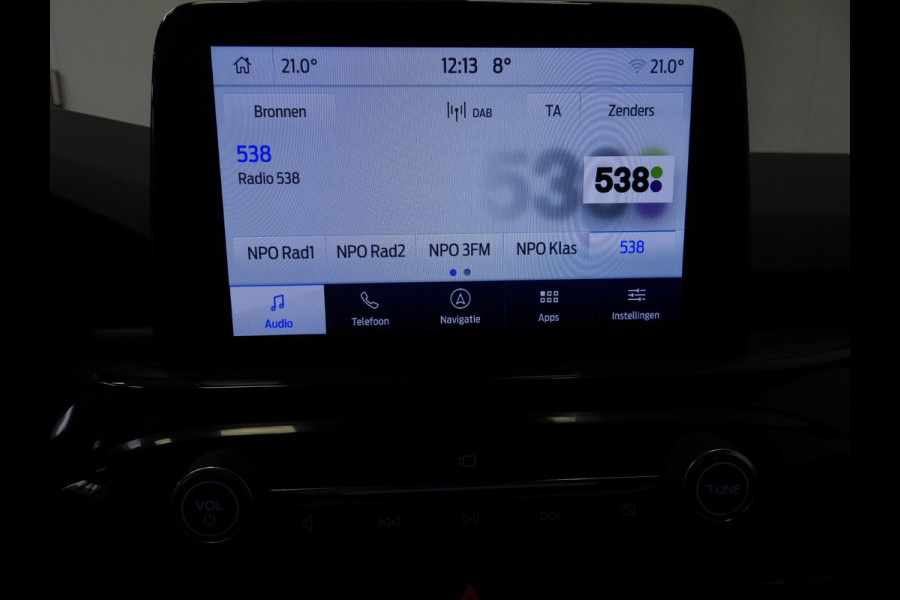 21.0° 12:13 8° 21.0°
Bronnen DAB TA Zenders
538
Radio 538
538
538
NPO Rad1 NPO Rad2 NPO 3FM NPO Klas 538
Audio Telefoon Navigatie Apps Instellingen
VOL TUNE